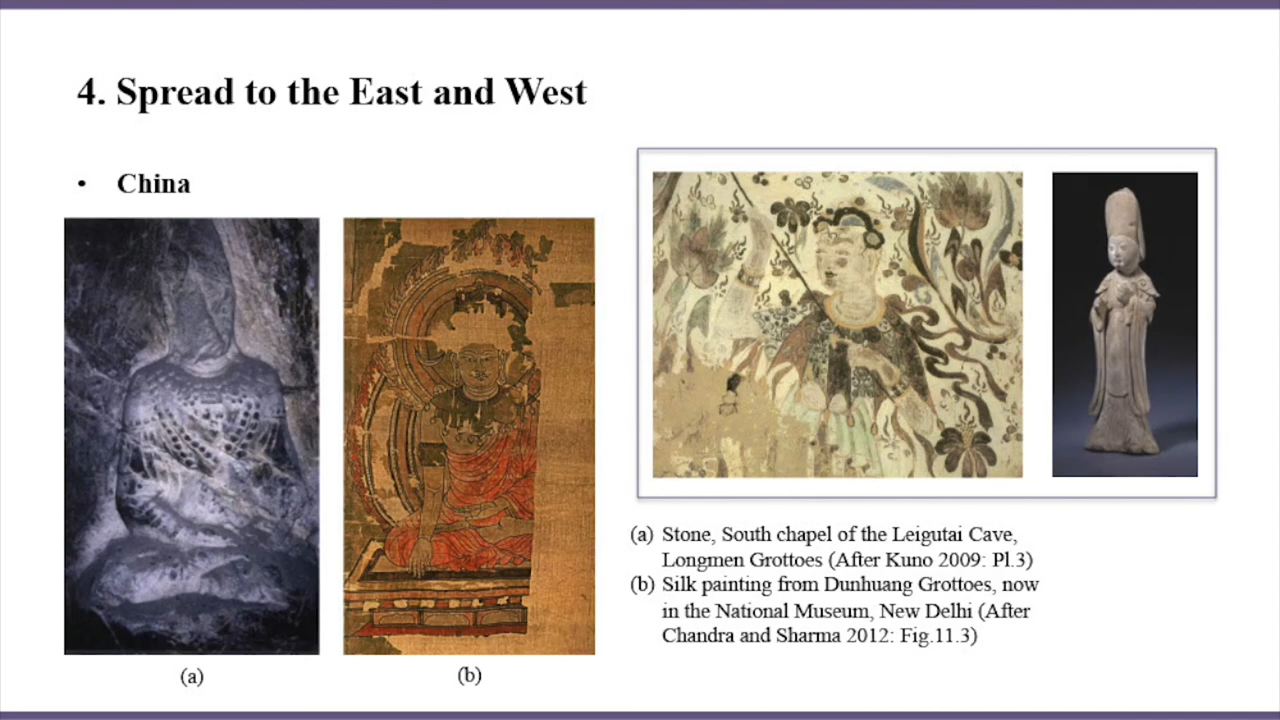 4. Spread to the East and West
• China
(a) Stone, South chapel of the Leigutai Cave,
Longmen Grottoes (After Kuno 2009: Pl.3)
(b) Silk painting from Dunhuang Grottoes, now
in the National Museum, New Delhi (After
Chandra and Sharma 2012: Fig.11.3)
(a)
(b)